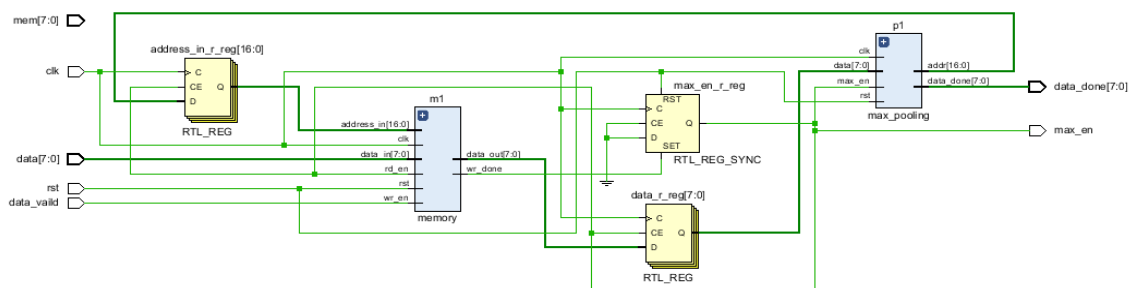 mem[7:0]
clk
data[7:0]
rst
data_vaild
address_in_r_reg[16:0]
C
CE
D
Q
RTL_REG
m1
address_in[16:0]
clk
data_in[7:0]
rd_en
rst
wr_en
data_out[7:0]
wr_done
memory
max_en_r_reg
RST
C
CE
D
SET
Q
RTL_REG_SYNC
data_r_reg[7:0]
C
CE
D
Q
RTL_REG
p1
clk
data[7:0]
max_en
rst
addr[16:0]
data_done[7:0]
max_pooling
data_done[7:0]
max_en